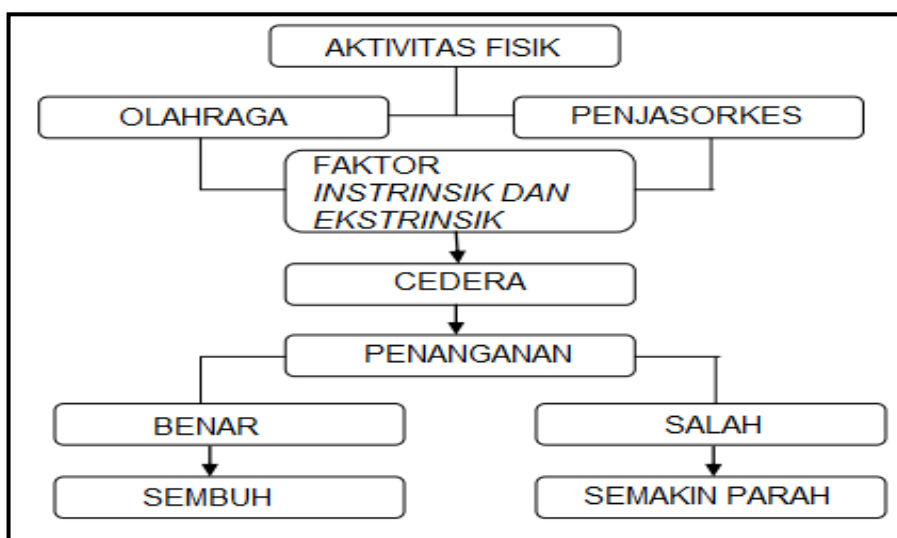 AKTIVITAS FISIK
OLAHRAGA
PENJASORKES
FAKTOR
INSTRINSIK DAN
EKSTRINSIK
CEDERA
PENANGANAN
BENAR
SALAH
SEMBUH
SEMAKIN PARAH